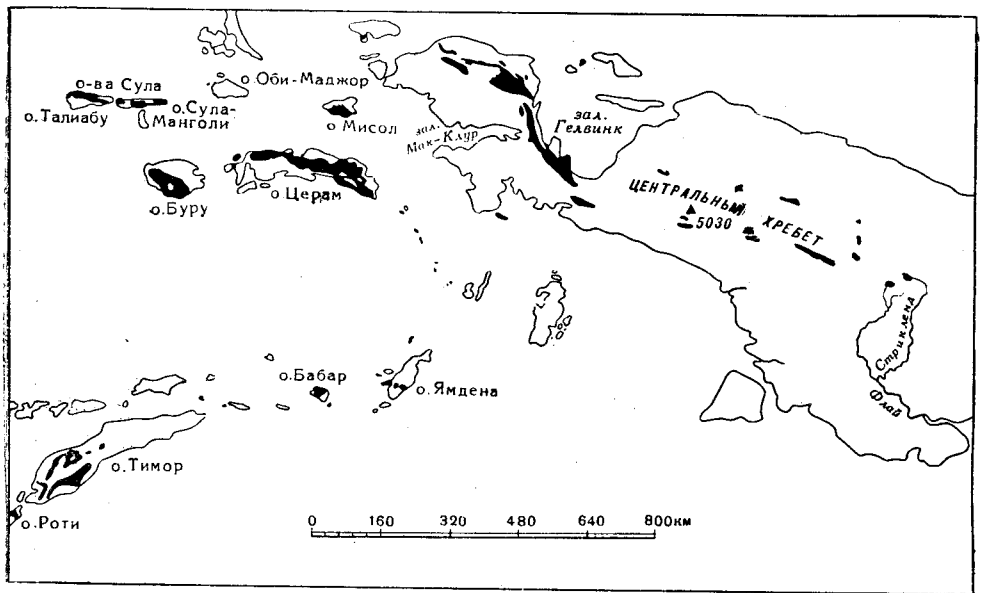 о. Оби-Маджор
о-ва Сула
о. Талиабу
о. Сула-
Манголи
о. Мисол
зал.
Мак-Клур
зал.
Гелвинк
о. Буру
о. Церам
ЦЕНТРАЛЬНЫЙ ХРЕБЕТ
5030
Стрикленд
Флай
о. Бабар
о. Ямдена
о. Тимор
о. Роти
0 160 320 480 640 800км